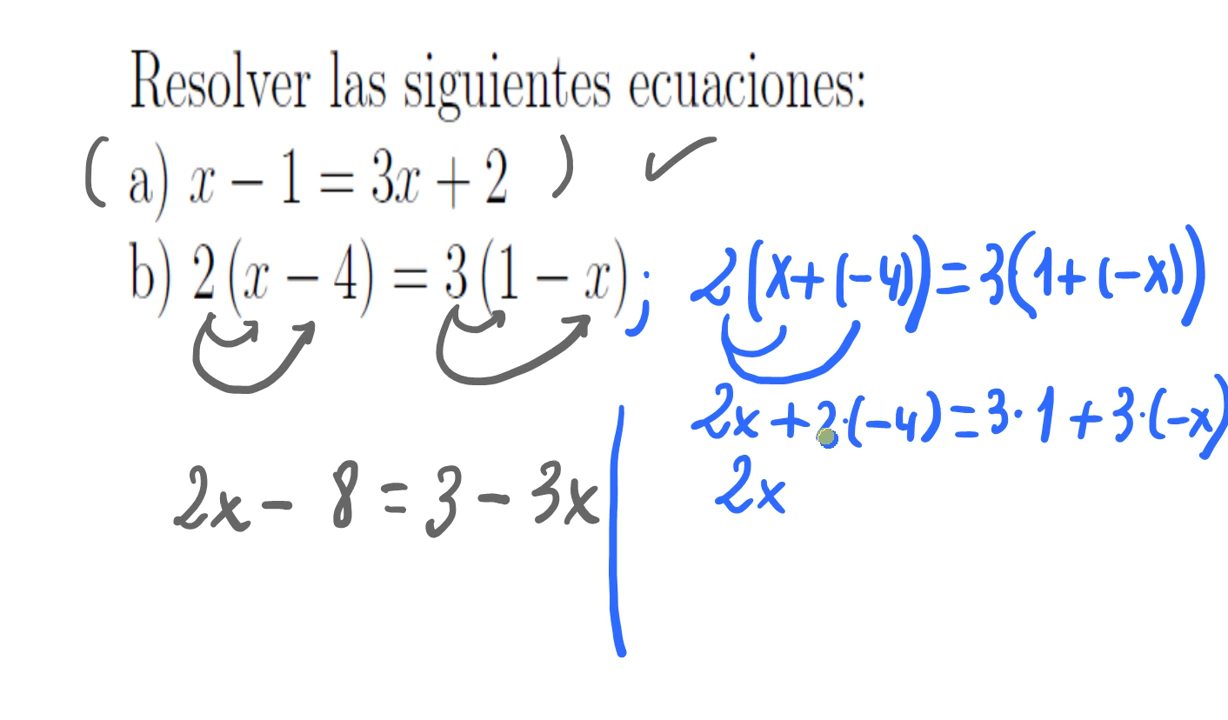 Resolver las siguientes ecuaciones:
(a) x − 1 = 3x + 2 ) ✓
b) 2(x − 4) = 3(1 − x) ; 2(x+(-4))=3(1+(-x))
2x+2·(-4)=3·1+3·(-x)
2x - 8 = 3 - 3x
2x